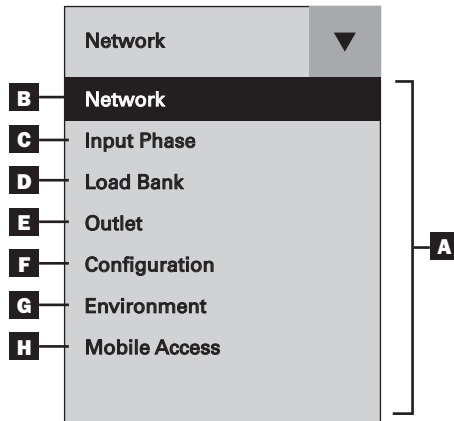 Network ▼
B Network
C Input Phase
D Load Bank
E Outlet
A
F Configuration
G Environment
H Mobile Access